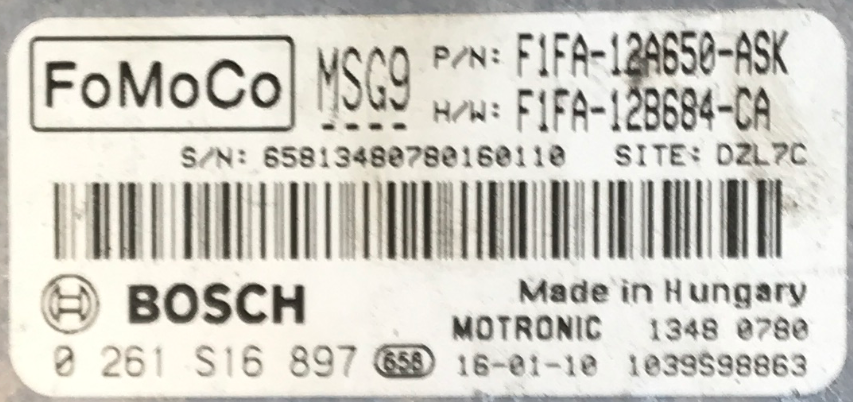 FoMoCo MSG9 P/N: F1FA-12A650-ASK
H/W: F1FA-12B684-CA
S/N: 65813480780160110 SITE: DZL7C
BOSCH Made in Hungary
MOTRONIC 1348 0780
0 261 S16 897 658 16-01-10 1039S98863